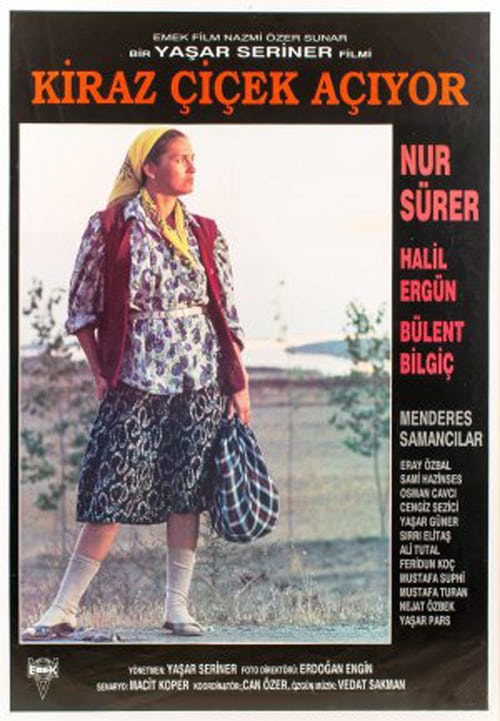 EMEK FİLM NAZMİ ÖZER SUNAR
BİR YAŞAR SERİNER FİLMİ
KİRAZ ÇİÇEK AÇIYOR
NUR
SÜRER
HALİL
ERGÜN
BÜLENT
BİLGİÇ
MENDERES
SAMANCILAR
ERAY ÖZBAL
SAMİ HAZİNSES
OSMAN CAVCI
CENGİZ SEZİCİ
YAŞAR GÜNER
SIRRI ELİTAŞ
ALİ TUTAL
FERİDUN KOÇ
MUSTAFA SUPHİ
MUSTAFA TURAN
NEJAT ÖZBEK
YAŞAR PARS
EMEK
YÖNETMEN: YAŞAR SERİNER FOTO DİREKTÖRÜ: ERDOĞAN ENGİN
SENARYO: MACİT KOPER KOORDİNATÖR: CAN ÖZER, ÖZGÜN MÜZİK: VEDAT SAKMAN